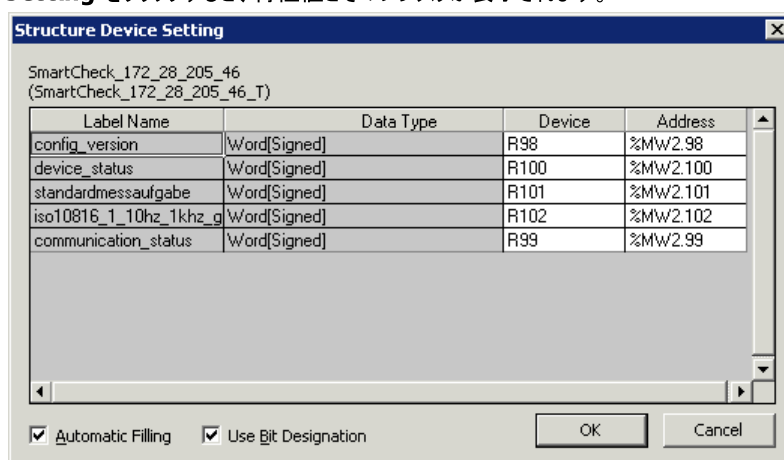 Structure Device Setting
SmartCheck_172_28_205_46
(SmartCheck_172_28_205_46_T)
Label Name Data Type Device Address
config_version Word[Signed] R98 %MW2.98
device_status Word[Signed] R100 %MW2.100
standardmessaufgabe Word[Signed] R101 %MW2.101
iso10816_1_10hz_1khz_g Word[Signed] R102 %MW2.102
communication_status Word[Signed] R99 %MW2.99
Automatic Filling Use Bit Designation OK Cancel